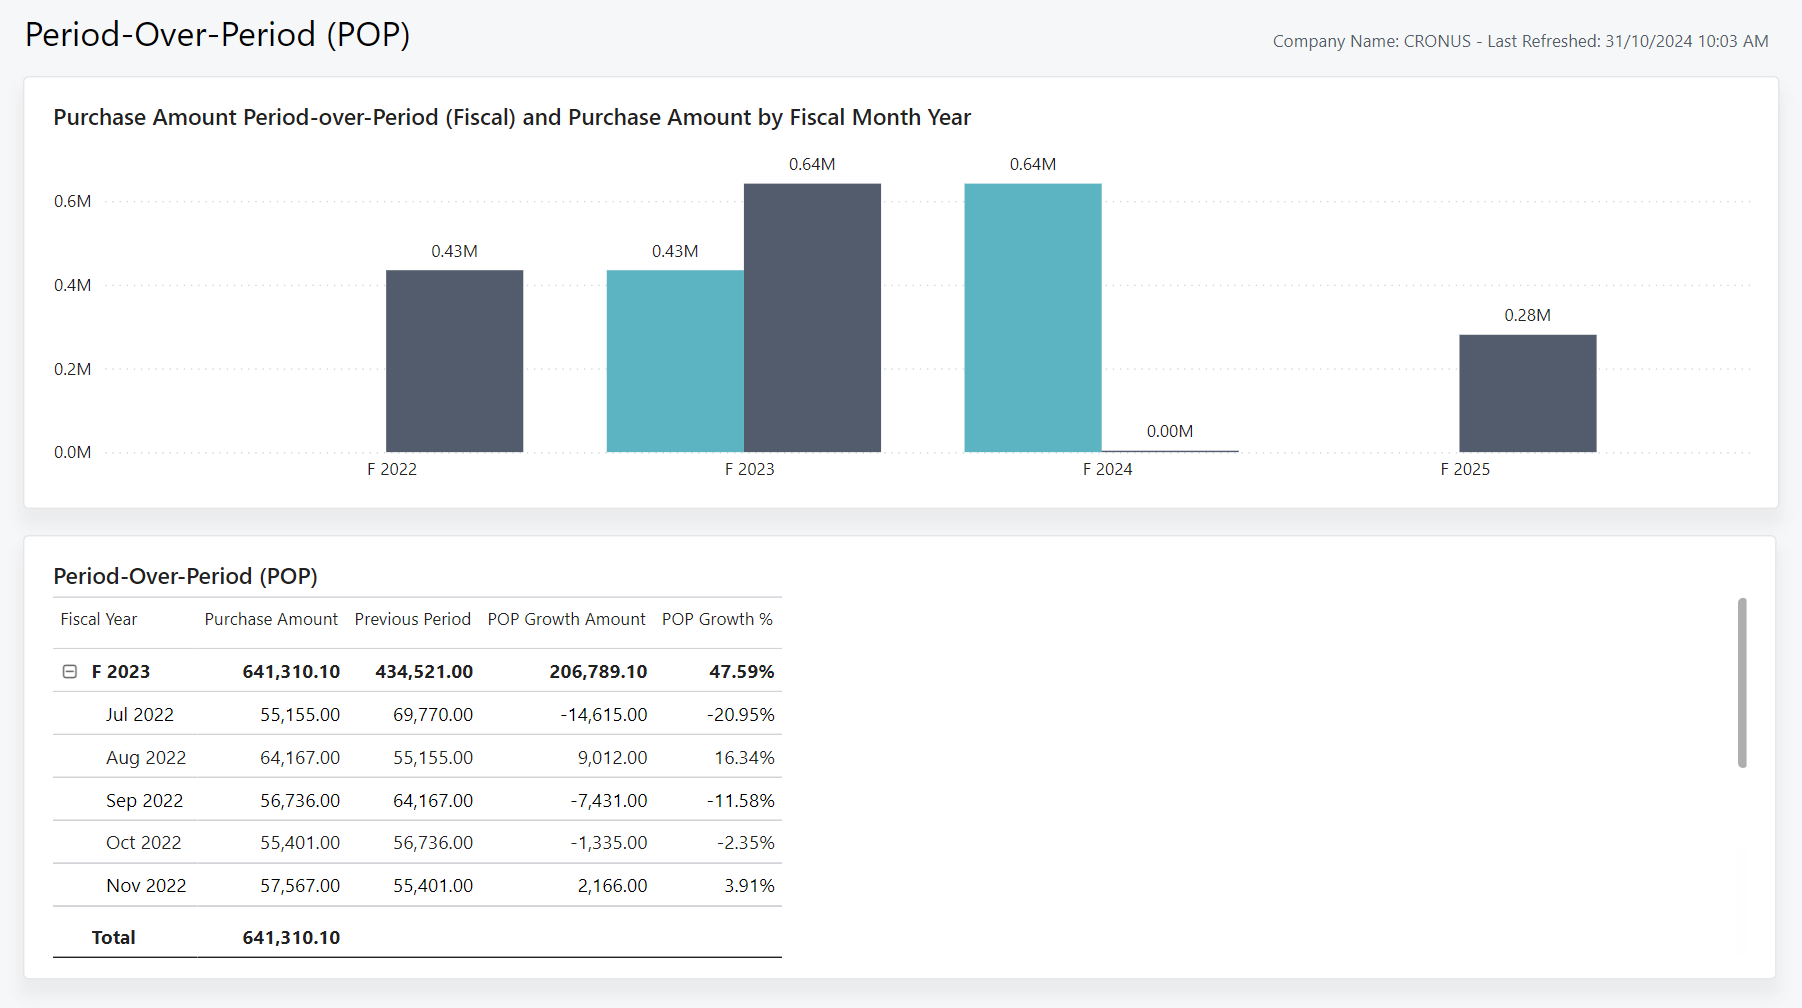 Period-Over-Period (POP)
Company Name: CRONUS - Last Refreshed: 31/10/2024 10:03 AM
Purchase Amount Period-over-Period (Fiscal) and Purchase Amount by Fiscal Month Year
0.64M 0.64M
0.6M
0.43M 0.43M
0.4M
0.28M
0.2M
0.00M
0.0M
F 2022 F 2023 F 2024 F 2025
Period-Over-Period (POP)
Fiscal Year Purchase Amount Previous Period POP Growth Amount POP Growth %
F 2023 641,310.10 434,521.00 206,789.10 47.59%
Jul 2022 55,155.00 69,770.00 -14,615.00 -20.95%
Aug 2022 64,167.00 55,155.00 9,012.00 16.34%
Sep 2022 56,736.00 64,167.00 -7,431.00 -11.58%
Oct 2022 55,401.00 56,736.00 -1,335.00 -2.35%
Nov 2022 57,567.00 55,401.00 2,166.00 3.91%
Total 641,310.10